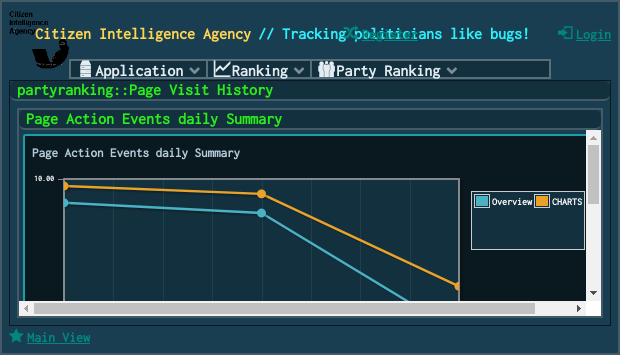 Citizen
Intelligence
Agency
Citizen Intelligence Agency // Tracking politicians like bugs!
Register
Login
Application
Ranking
Party Ranking
partyranking::Page Visit History
Page Action Events daily Summary
Page Action Events daily Summary
10.00
Overview
CHARTS
Main View